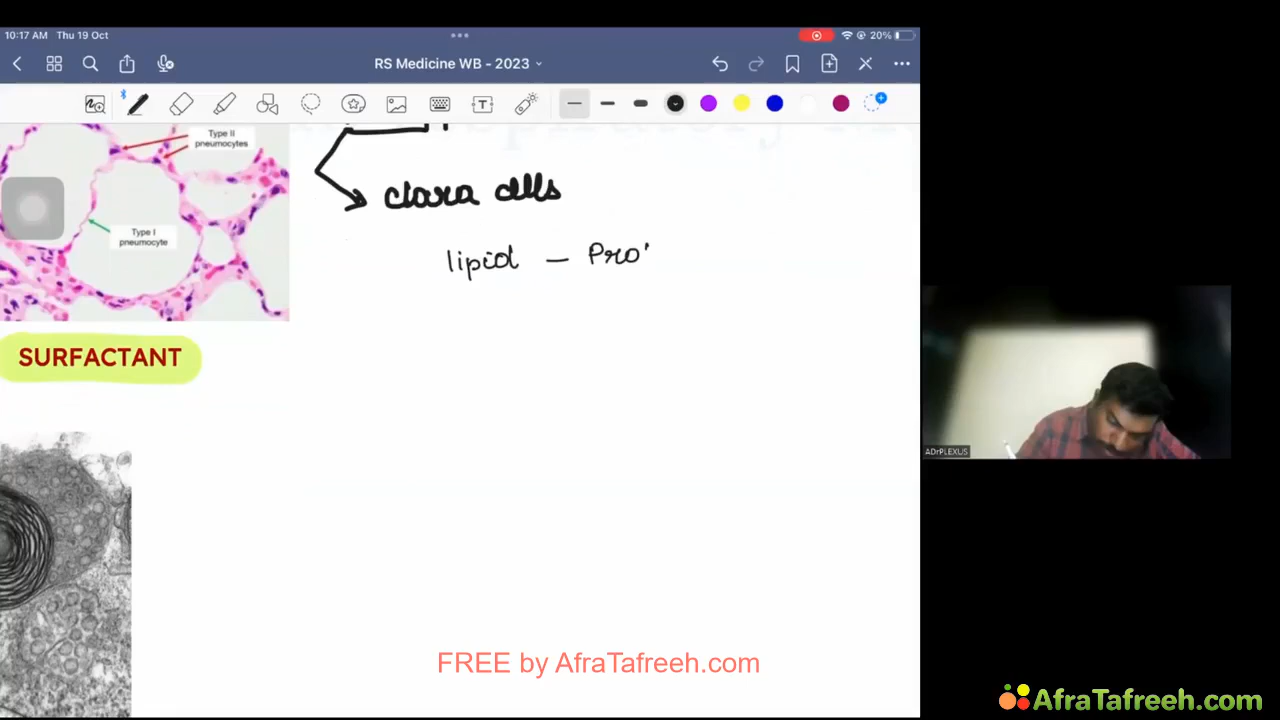 10:17 AM Thu 19 Oct
20%
RS Medicine WB - 2023
T
Type II
pneumocytes
clara cells
Type I
pneumocyte
lipid – Pro
SURFACTANT
ADrPLEXUS
FREE by AfraTafreeh.com
AfraTafreeh.com